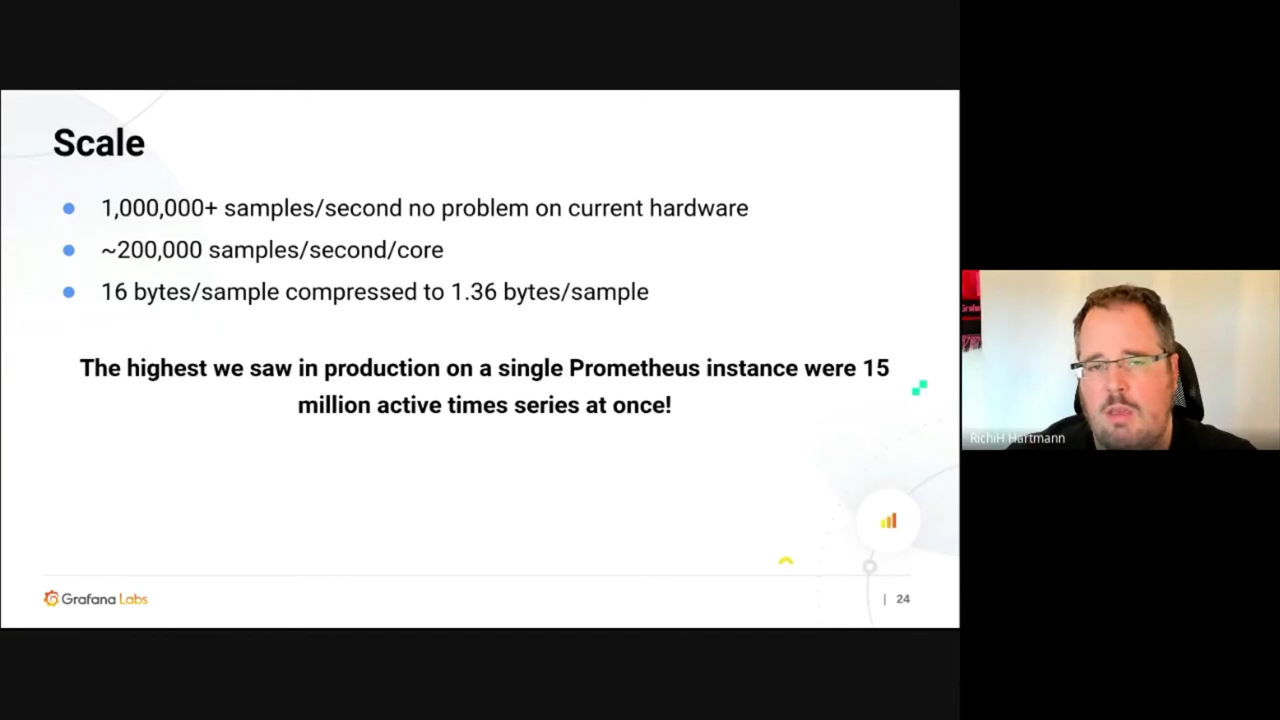 Scale
1,000,000+ samples/second no problem on current hardware
~200,000 samples/second/core
16 bytes/sample compressed to 1.36 bytes/sample
The highest we saw in production on a single Prometheus instance were 15
million active times series at once!
Grafana Labs
| 24
RichiH Hartmann